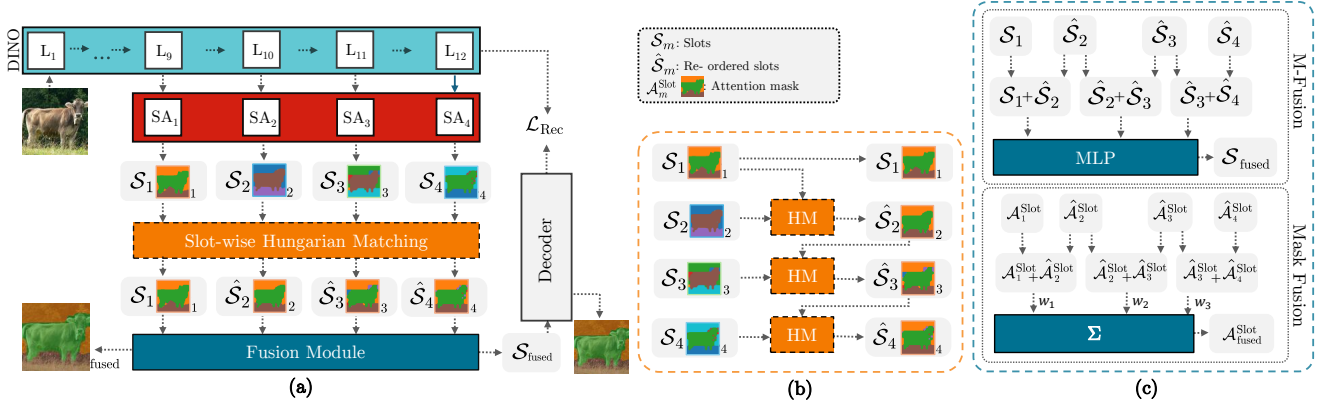 DINO
L1 ... L9 L10 L11 L12
SA1 SA2 SA3 SA4
S1 1 S2 2 S3 3 S4 4
Slot-wise Hungarian Matching
S1 1 Ŝ2 2 Ŝ3 3 Ŝ4 4
Fusion Module
fused
Sfused
LRec
Decoder
(a)
Sm: Slots
Ŝm: Re- ordered slots
AmSlot : Attention mask
S1 1 S1 1
S2 2 HM Ŝ2 2
S3 3 HM Ŝ3 3
S4 4 HM Ŝ4 4
(b)
S1 Ŝ2 Ŝ3 Ŝ4
S1+Ŝ2 S2+Ŝ3 Ŝ3+Ŝ4
MLP
Sfused
M-Fusion
A1Slot Â2Slot Â3Slot Â4Slot
A1Slot+Â2Slot Â2Slot+Â3Slot Â3Slot+Â4Slot
w1 w2 w3
Σ
AfusedSlot
Mask Fusion
(c)